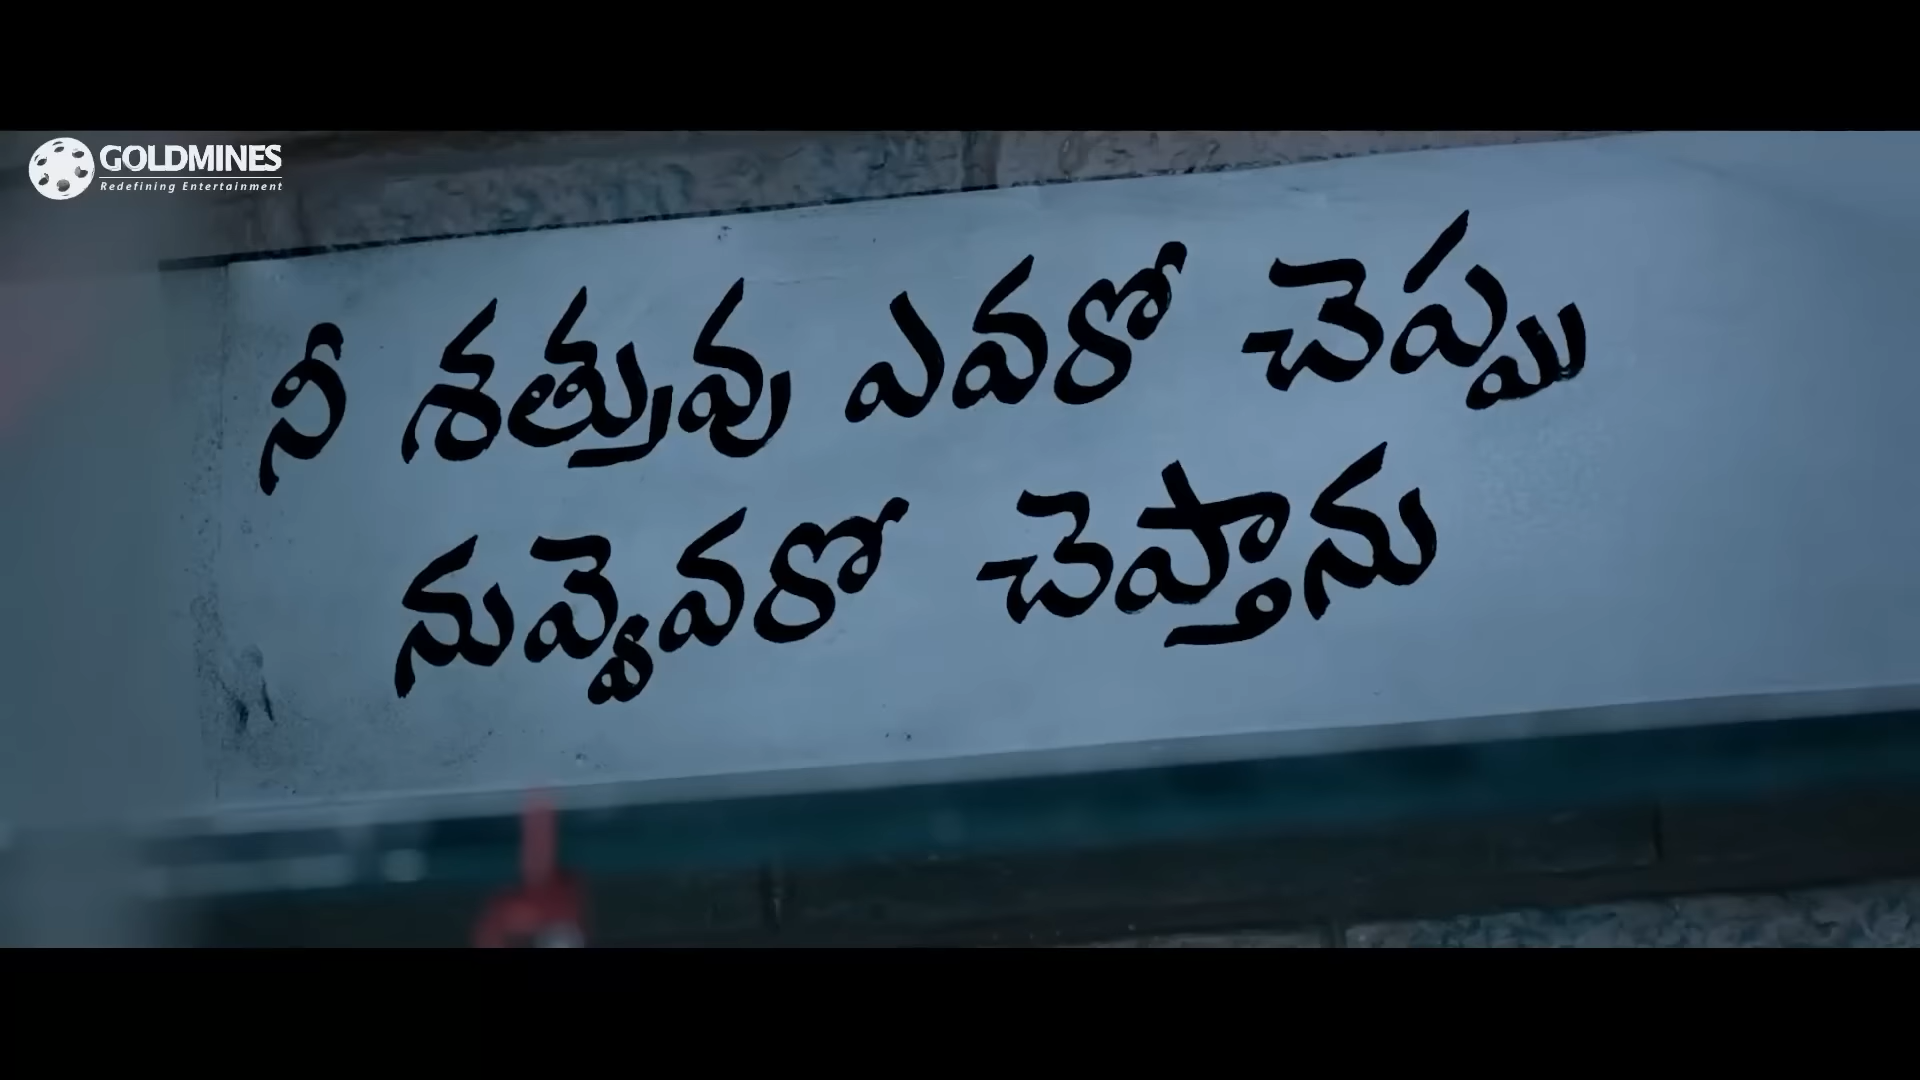 GOLDMINES
Redefining Entertainment
నీ శత్రువు ఎవరో చెప్పు
నువ్వెవరో చెప్తాను